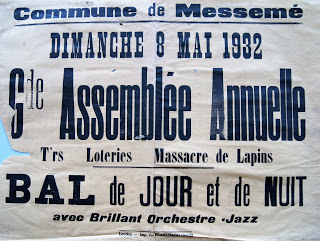 Commune de Messemé
DIMANCHE 8 MAI 1932
Gde Assemblée Annuelle
T'rs Loteries Massacre de Lapins
BAL de JOUR et de NUIT
avec Brillant Orchestre-Jazz